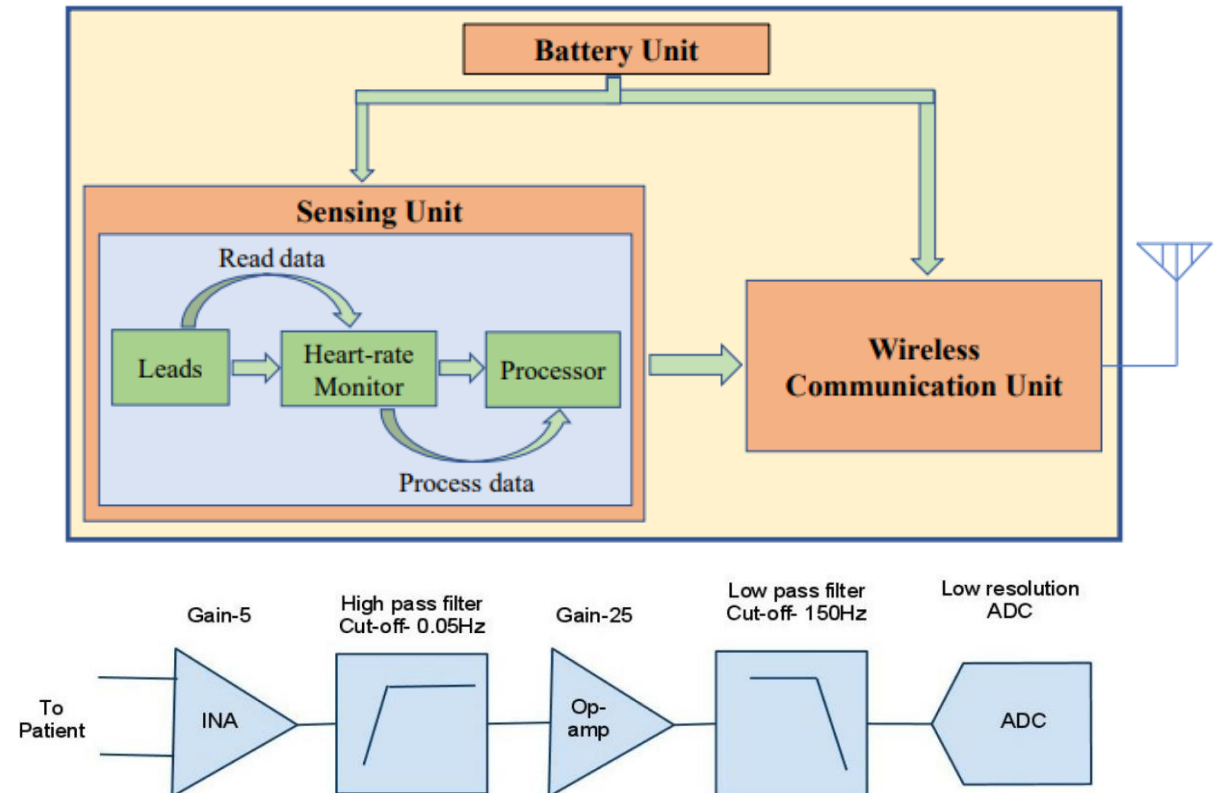 Battery Unit
Sensing Unit
Read data
Leads
Heart-rate
Monitor
Processor
Process data
Wireless
Communication Unit
Gain-5
High pass filter
Cut-off- 0.05Hz
Gain-25
Low pass filter
Cut-off- 150Hz
Low resolution
ADC
To
Patient
INA
Op-
amp
ADC